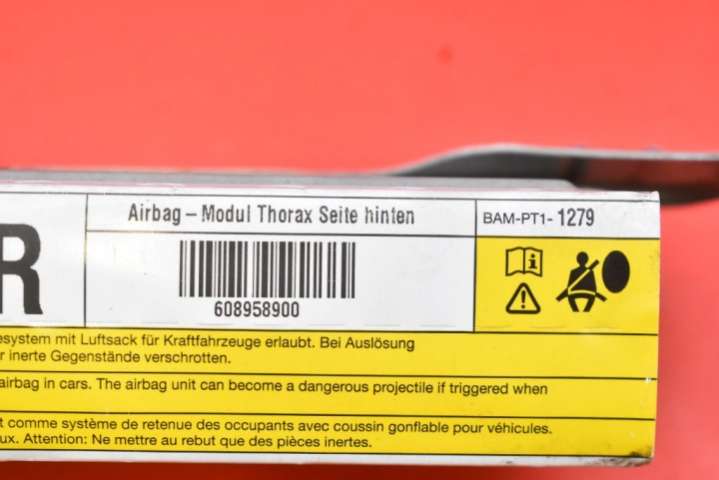 R
Airbag – Modul Thorax Seite hinten
BAM-PT1- 1279
608958900
system mit Luftsack für Kraftfahrzeuge erlaubt. Bei Auslösung
inerte Gegenstände verschrotten.
airbag in cars. The airbag unit can become a dangerous projectile if triggered when
comme système de retenue des occupants avec coussin gonflable pour véhicules.
Attention: Ne mettre au rebut que des pièces inertes.